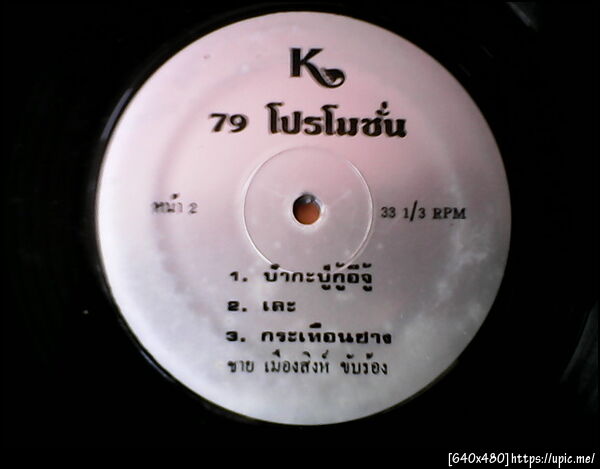 K
79 โปรโมชั่น
หน้า 2
33 1/3 RPM
1. บ๋ากะบู่กู้อีจู้
2. เละ
3. กระเทือนยาง
ชาย เมืองสิงห์ ขับร้อง
[640x480]https://upic.me/